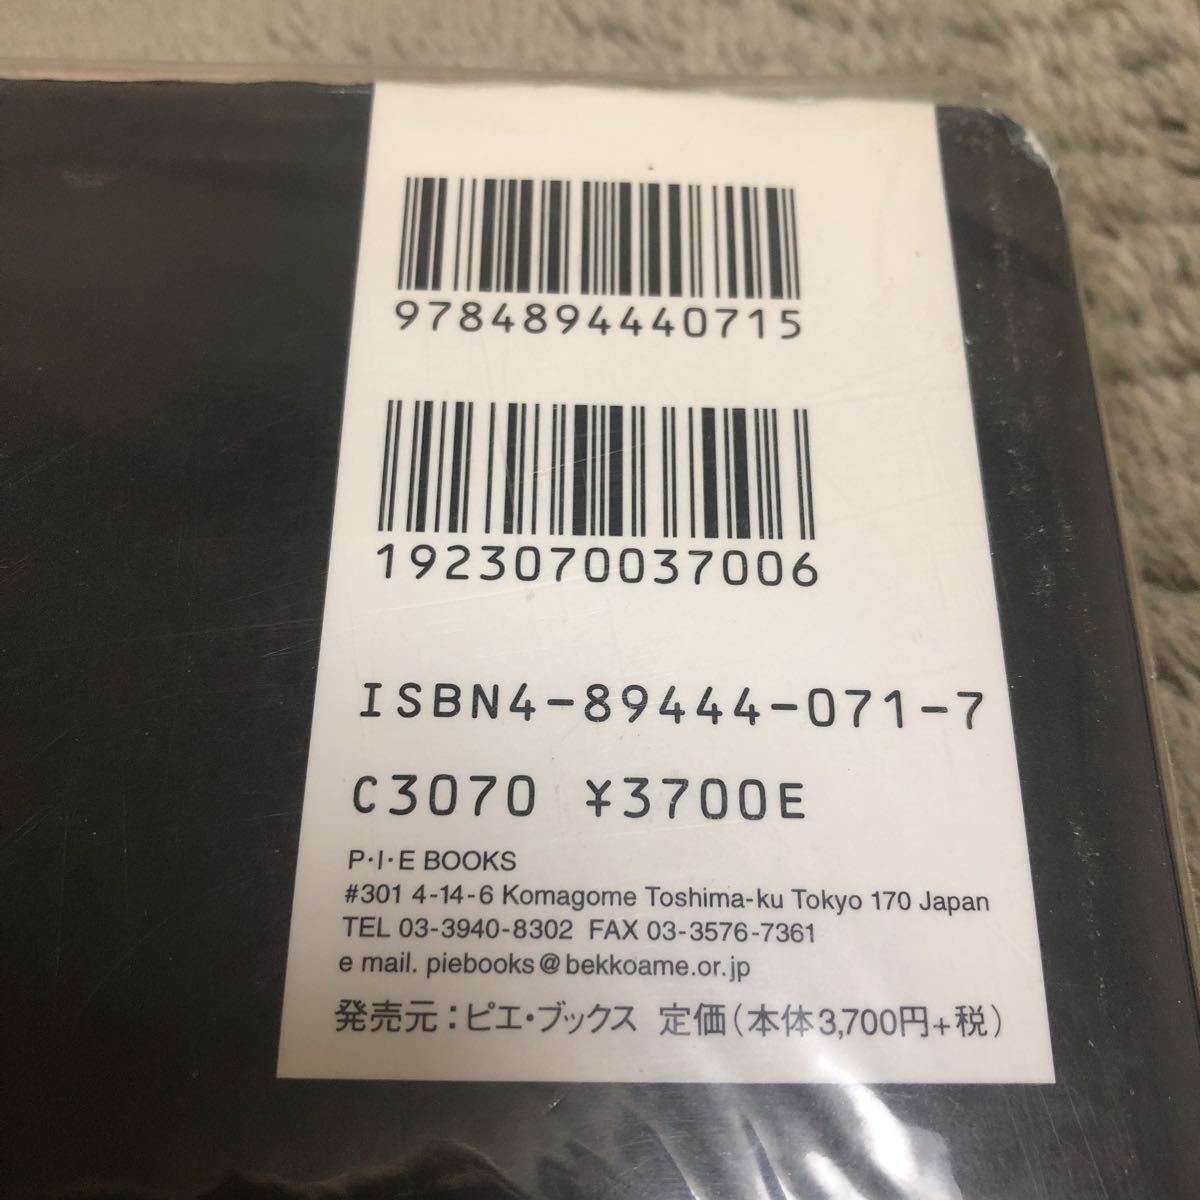 9784894440715
1923070037006
ISBN4-89444-071-7
C3070 ¥3700E
P・I・E BOOKS
#301 4-14-6 Komagome Toshima-ku Tokyo 170 Japan
TEL 03-3940-8302 FAX 03-3576-7361
e mail. piebooks@bekkoame.or.jp
発売元：ピエ・ブックス 定価(本体3,700円+税)